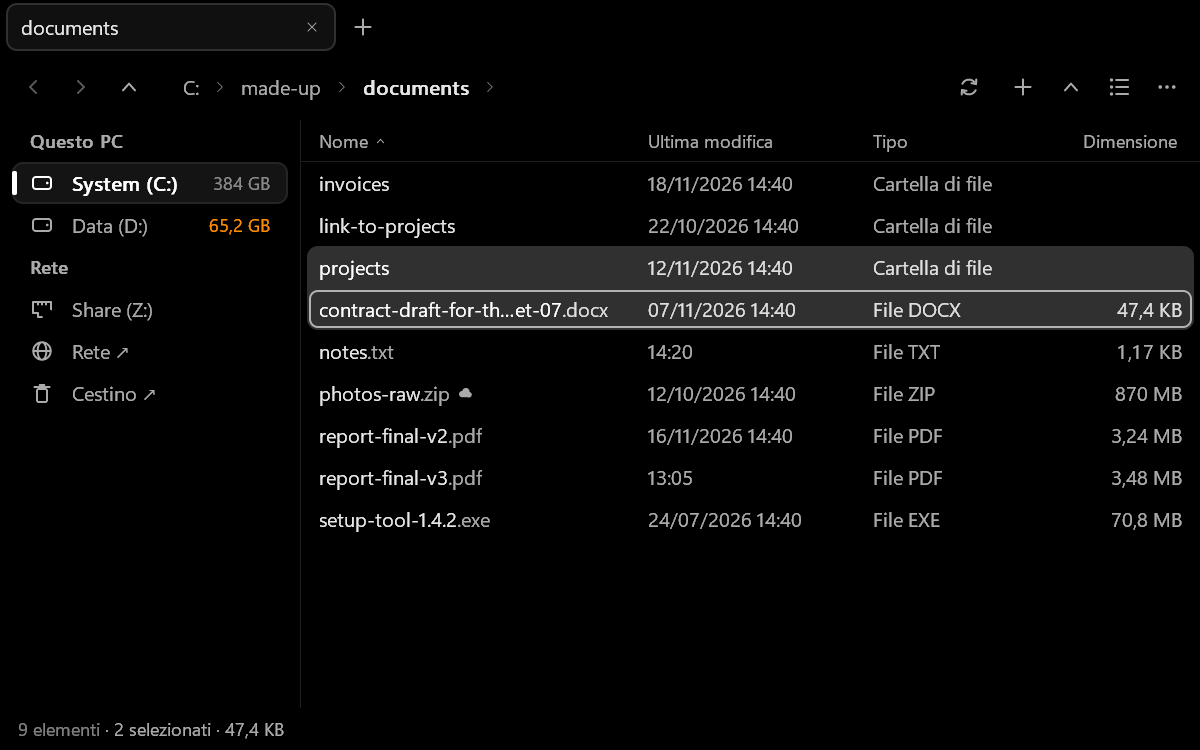 documents
C: made-up documents
Questo PC
System (C:) 384 GB
Data (D:) 65,2 GB
Rete
Share (Z:)
Rete ↗
Cestino ↗
Nome Ultima modifica Tipo Dimensione
invoices 18/11/2026 14:40 Cartella di file
link-to-projects 22/10/2026 14:40 Cartella di file
projects 12/11/2026 14:40 Cartella di file
contract-draft-for-th...et-07.docx 07/11/2026 14:40 File DOCX 47,4 KB
notes.txt 14:20 File TXT 1,17 KB
photos-raw.zip 12/10/2026 14:40 File ZIP 870 MB
report-final-v2.pdf 16/11/2026 14:40 File PDF 3,24 MB
report-final-v3.pdf 13:05 File PDF 3,48 MB
setup-tool-1.4.2.exe 24/07/2026 14:40 File EXE 70,8 MB
9 elementi · 2 selezionati · 47,4 KB